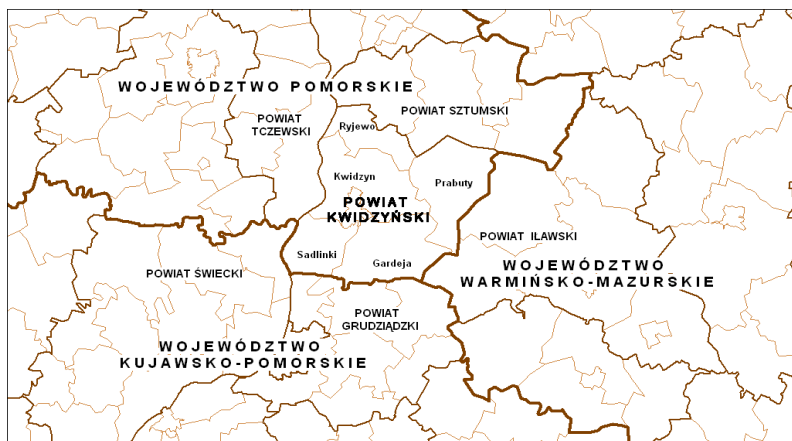 WOJEWÓDZTWO POMORSKIE
POWIAT SZTUMSKI
POWIAT
TCZEWSKI
Ryjewo
Kwidzyn
Prabuty
POWIAT
KWIDZYŃSKI
POWIAT IŁAWSKI
Sadlinki
Gardeja
POWIAT ŚWIECKI
WOJEWÓDZTWO
WARMIŃSKO-MAZURSKIE
POWIAT
GRUDZIĄDZKI
WOJEWÓDZTWO
KUJAWSKO-POMORSKIE